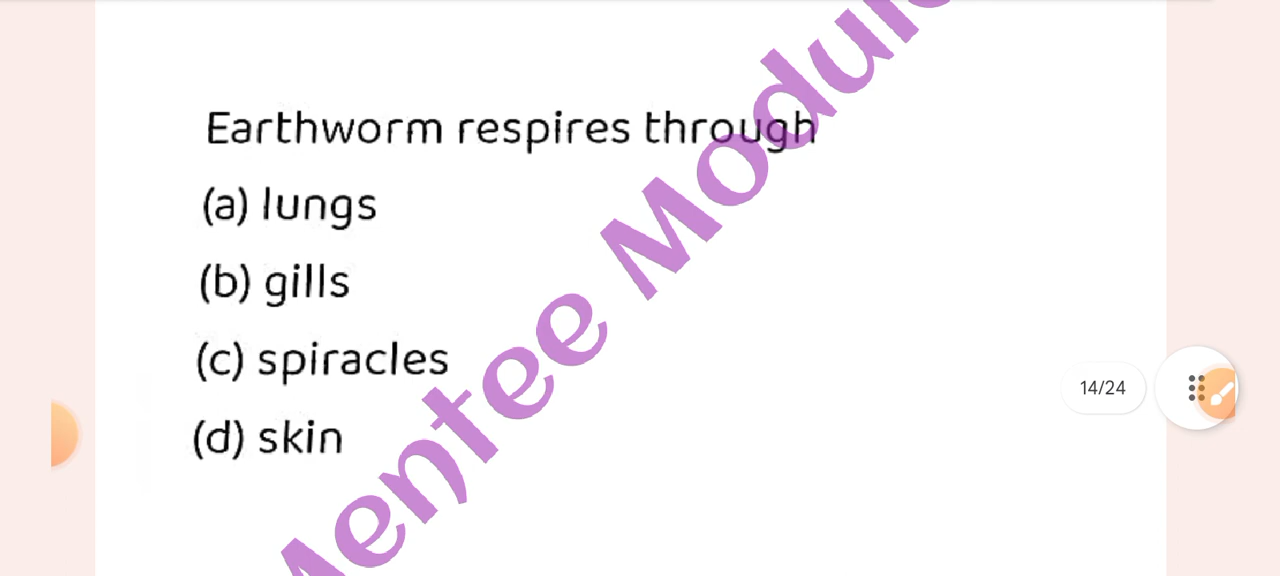 Earthworm respires through
(a) lungs
(b) gills
(c) spiracles
(d) skin
14/24